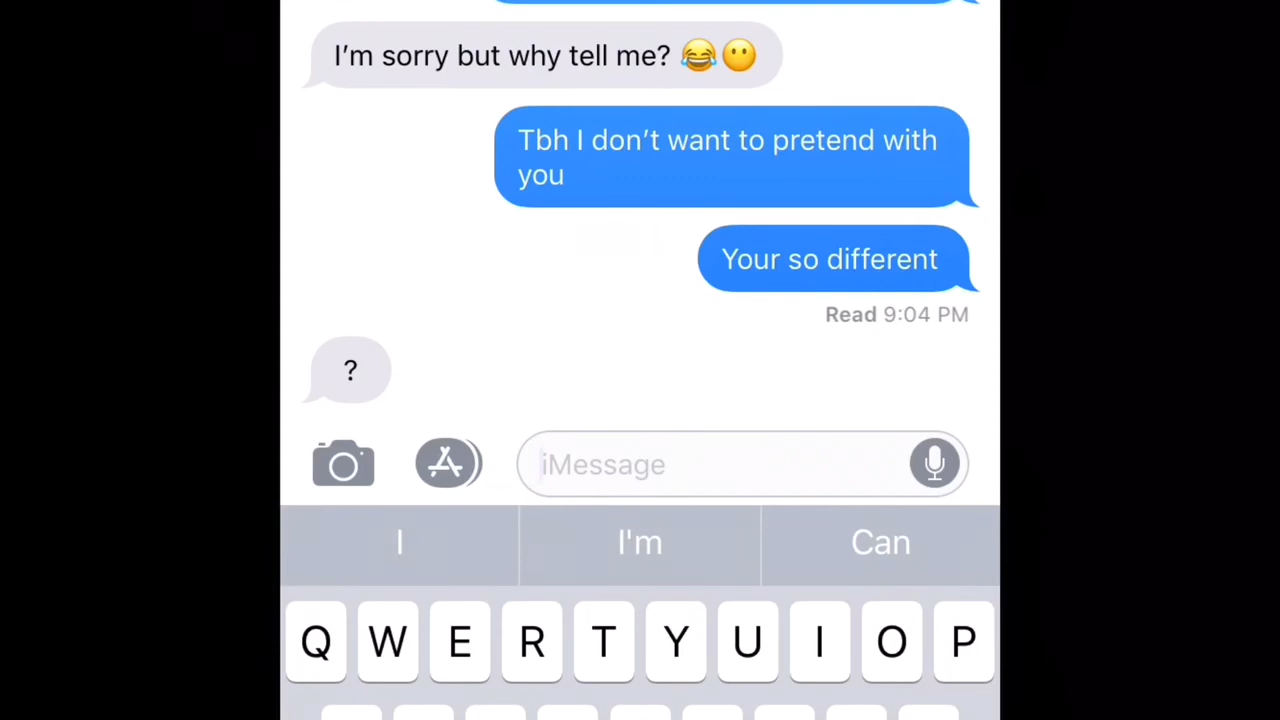 I’m sorry but why tell me? 😂😶
Tbh I don’t want to pretend with
you
Your so different
Read 9:04 PM
?
iMessage
I I'm Can
Q W E R T Y U I O P